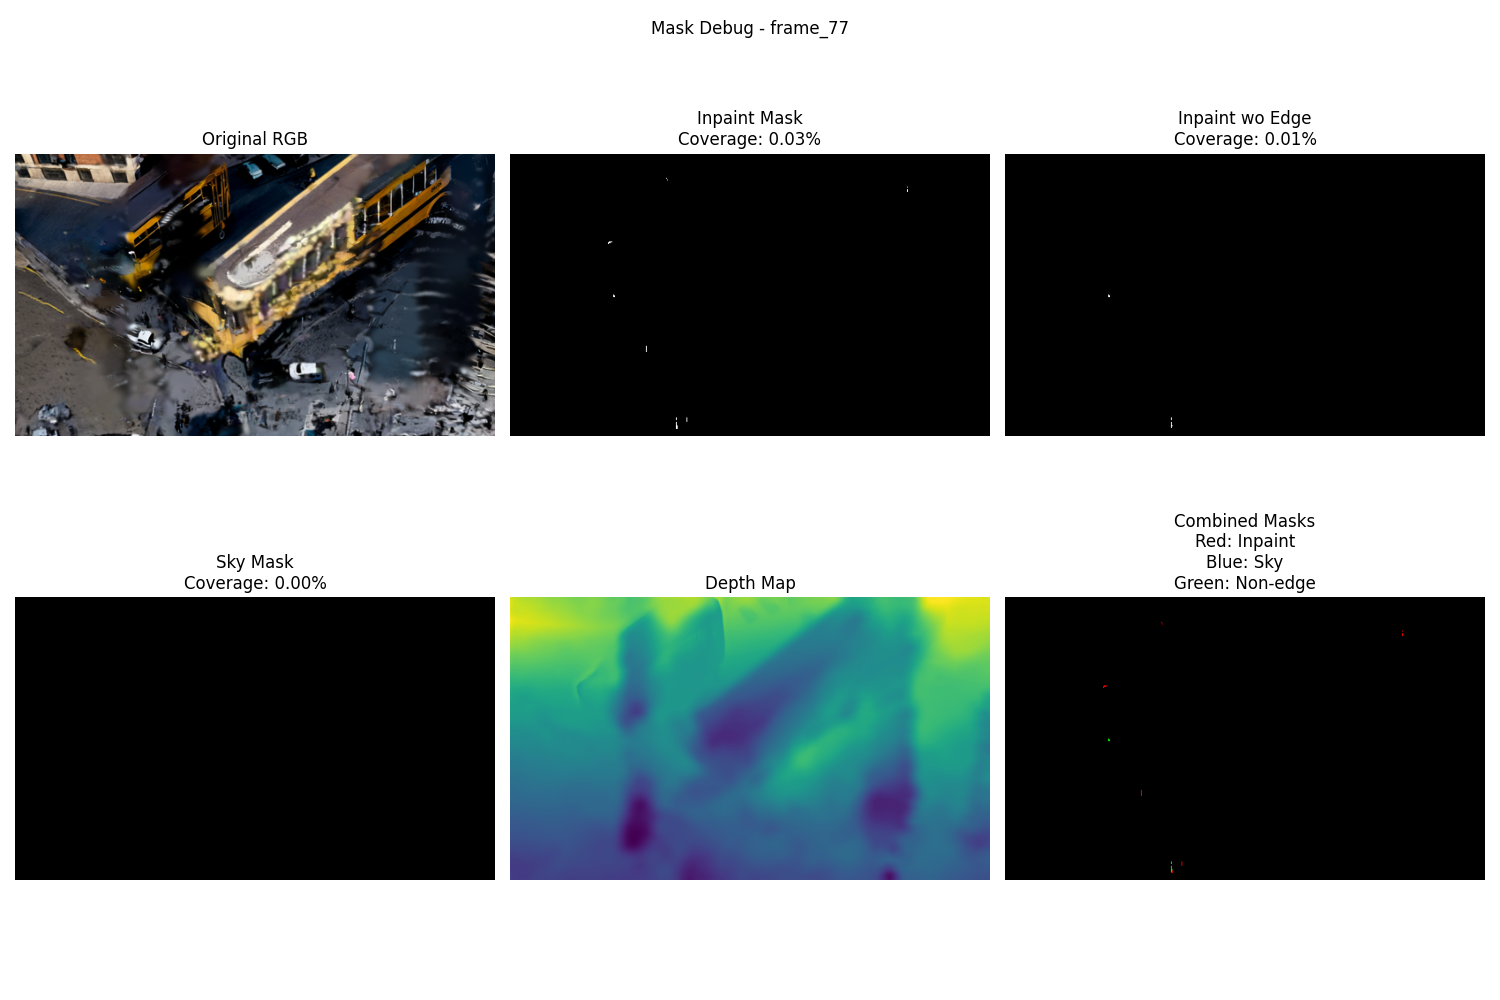 Mask Debug - frame_77
Original RGB
Inpaint Mask
Coverage: 0.03%
Inpaint wo Edge
Coverage: 0.01%
Sky Mask
Coverage: 0.00%
Depth Map
Combined Masks
Red: Inpaint
Blue: Sky
Green: Non-edge